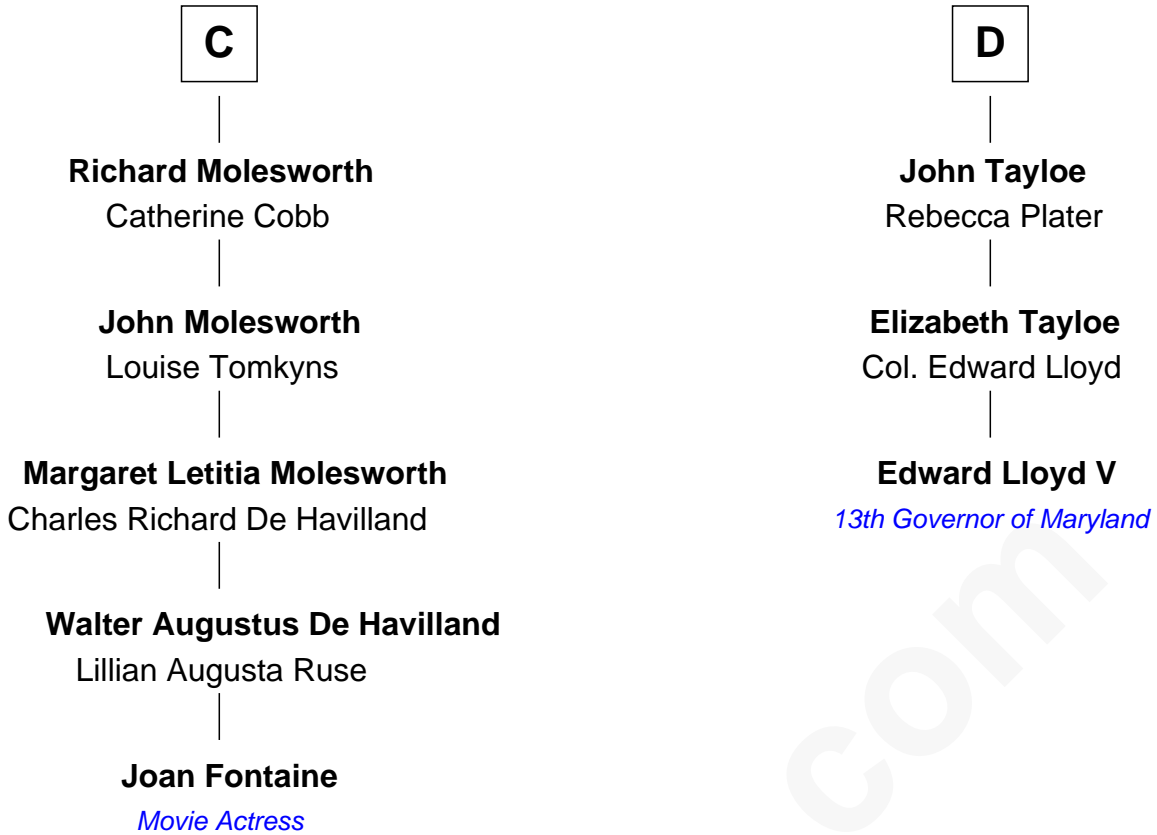 C
Richard Molesworth
Catherine Cobb
John Molesworth
Louise Tomkyns
Margaret Letitia Molesworth
Charles Richard De Havilland
Walter Augustus De Havilland
Lillian Augusta Ruse
Joan Fontaine
Movie Actress
D
John Tayloe
Rebecca Plater
Elizabeth Tayloe
Col. Edward Lloyd
Edward Lloyd V
13th Governor of Maryland
com